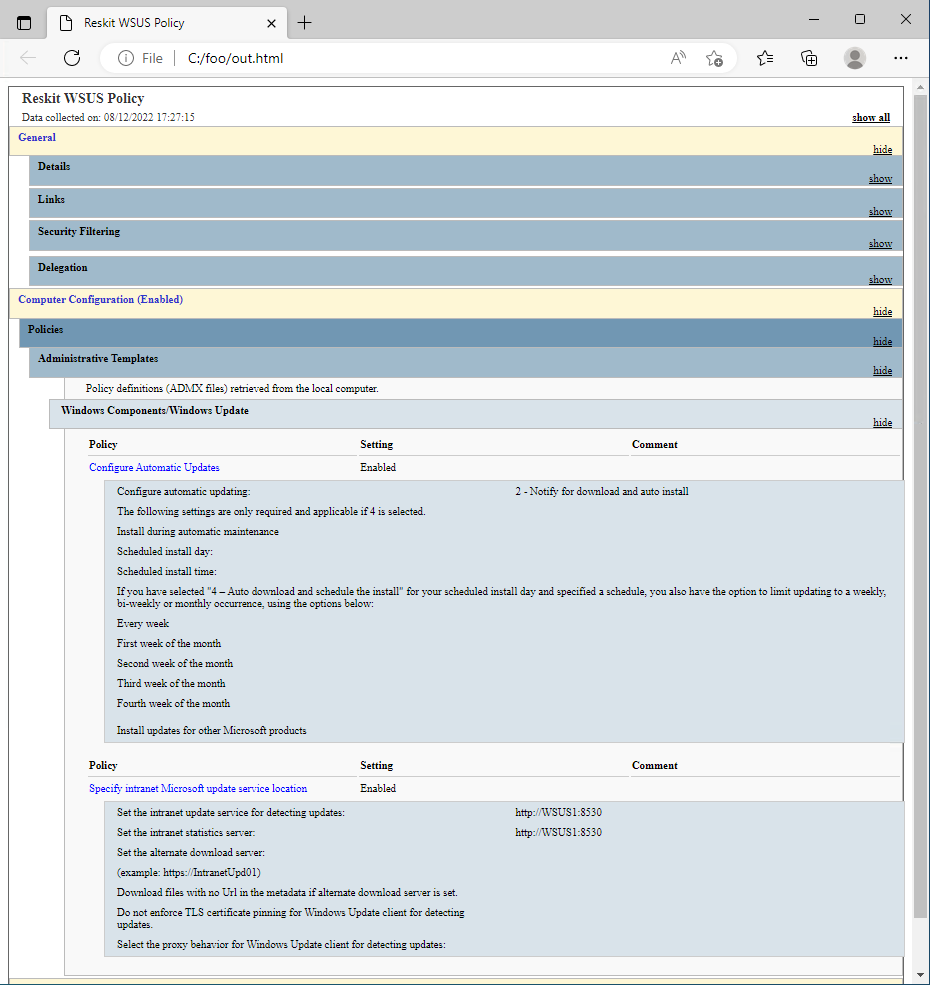 Reskit WSUS Policy
File
C:/foo/out.html
Reskit WSUS Policy
Data collected on: 08/12/2022 17:27:15
show all
General
hide
Details
show
Links
show
Security Filtering
show
Delegation
show
Computer Configuration (Enabled)
hide
Policies
hide
Administrative Templates
hide
Policy definitions (ADMX files) retrieved from the local computer.
Windows Components/Windows Update
hide
Policy Setting Comment
Configure Automatic Updates Enabled
Configure automatic updating: 2 - Notify for download and auto install
The following settings are only required and applicable if 4 is selected.
Install during automatic maintenance
Scheduled install day:
Scheduled install time:
If you have selected "4 – Auto download and schedule the install" for your scheduled install day and specified a schedule, you also have the option to limit updating to a weekly,
bi-weekly or monthly occurrence, using the options below:
Every week
First week of the month
Second week of the month
Third week of the month
Fourth week of the month
Install updates for other Microsoft products
Policy Setting Comment
Specify intranet Microsoft update service location Enabled
Set the intranet update service for detecting updates: http://WSUS1:8530
Set the intranet statistics server: http://WSUS1:8530
Set the alternate download server:
(example: https://IntranetUpd01)
Download files with no Url in the metadata if alternate download server is set.
Do not enforce TLS certificate pinning for Windows Update client for detecting
updates.
Select the proxy behavior for Windows Update client for detecting updates: